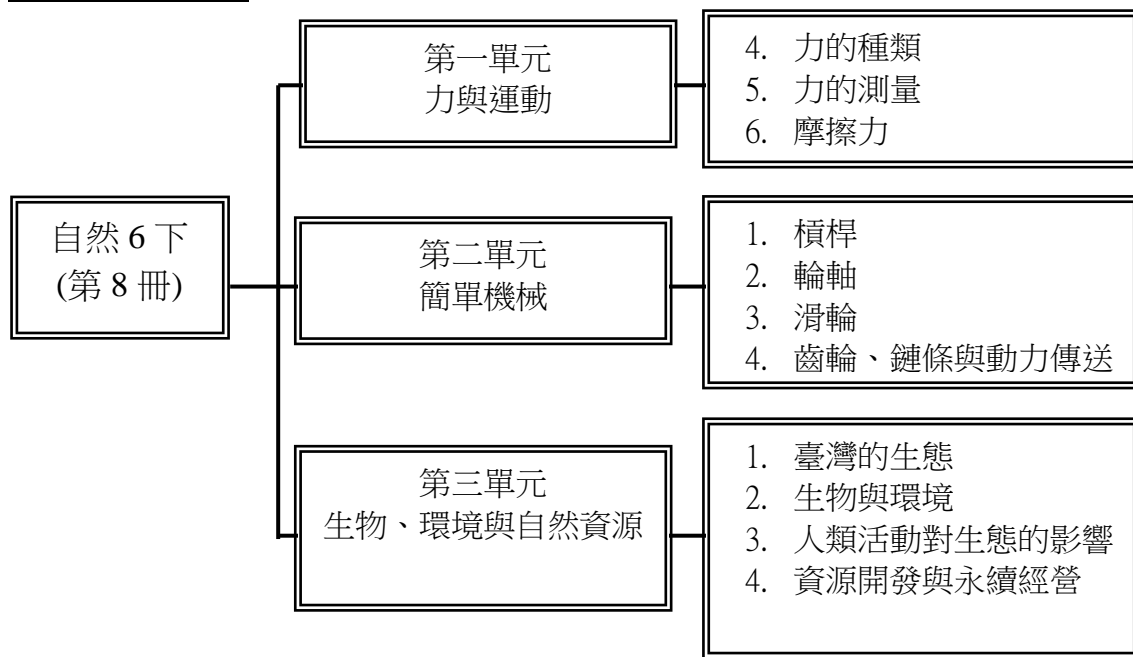 自然 6 下
(第 8 冊)
第一單元
力與運動
4. 力的種類
5. 力的測量
6. 摩擦力
第二單元
簡單機械
1. 槓桿
2. 輪軸
3. 滑輪
4. 齒輪、鏈條與動力傳送
第三單元
生物、環境與自然資源
1. 臺灣的生態
2. 生物與環境
3. 人類活動對生態的影響
4. 資源開發與永續經營